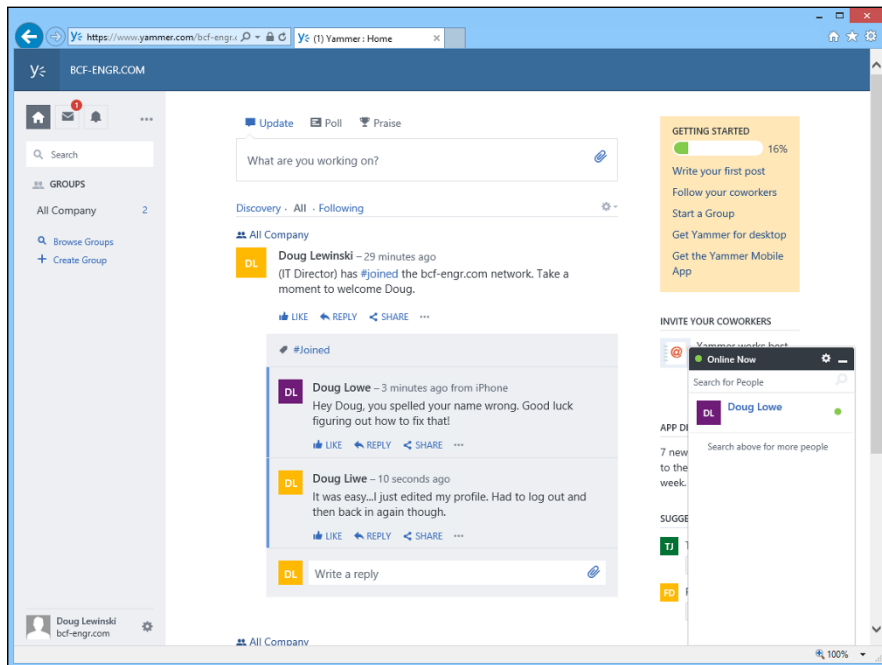 https://www.yammer.com/bcf-engr.c
(1) Yammer : Home
BCF-ENGR.COM
1
Search
GROUPS
All Company 2
Browse Groups
Create Group
Doug Lewinski
bcf-engr.com
Update Poll Praise
What are you working on?
Discovery · All · Following
All Company
DL
Doug Lewinski – 29 minutes ago
(IT Director) has #joined the bcf-engr.com network. Take a
moment to welcome Doug.
LIKE REPLY SHARE
#Joined
DL
Doug Lowe – 3 minutes ago from iPhone
Hey Doug, you spelled your name wrong. Good luck
figuring out how to fix that!
LIKE REPLY SHARE
DL
Doug Liwe – 10 seconds ago
It was easy...I just edited my profile. Had to log out and
then back in again though.
LIKE REPLY SHARE
DL
Write a reply
All Company
GETTING STARTED
16%
Write your first post
Follow your coworkers
Start a Group
Get Yammer for desktop
Get the Yammer Mobile
App
INVITE YOUR COWORKERS
Yammer works best
@
Online Now
Search for People
DL
Doug Lowe
Search above for more people
APP DI
7 new
to the
week.
SUGGE
TJ
FD
100%